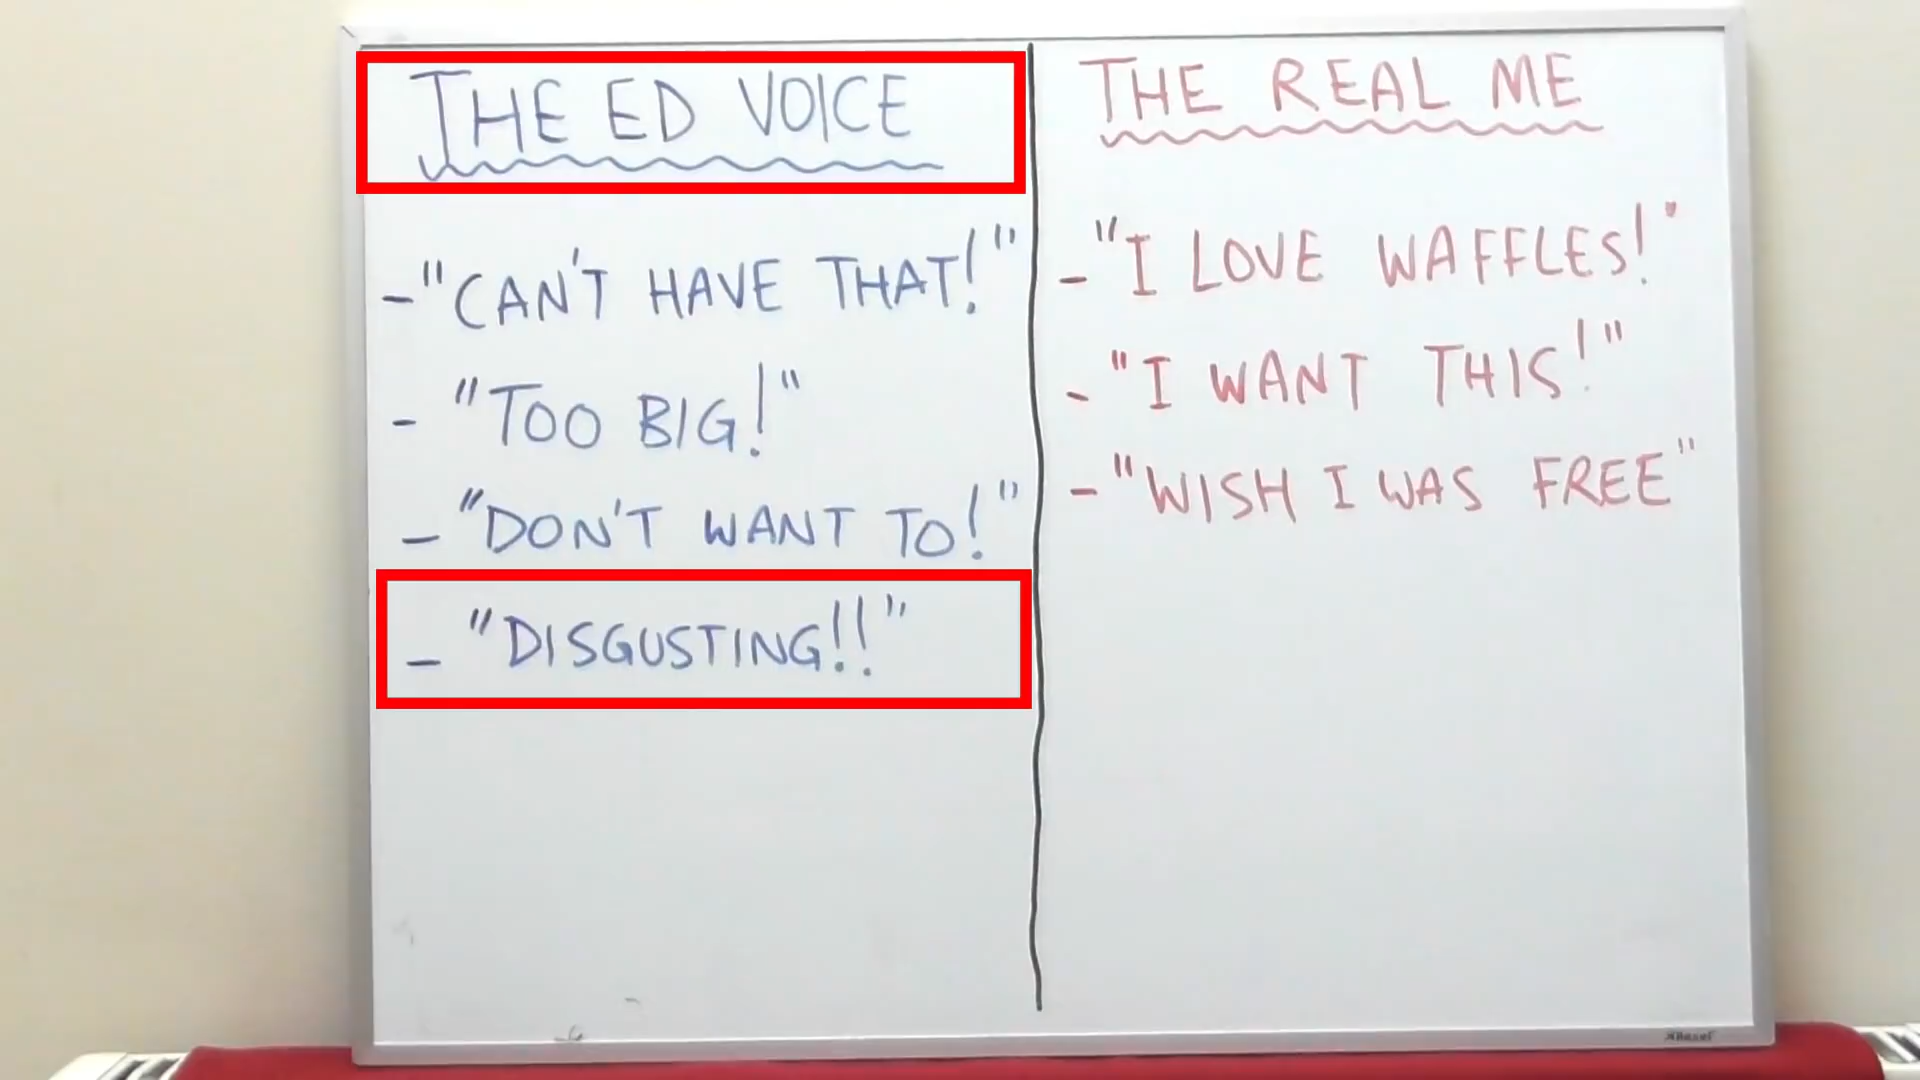 THE ED VOICE
- "CAN'T HAVE THAT!"
- "TOO BIG!"
- "DON'T WANT TO!"
- "DISGUSTING!!"
THE REAL ME
- "I LOVE WAFFLES!"
- "I WANT THIS!"
- "WISH I WAS FREE"
Rexel